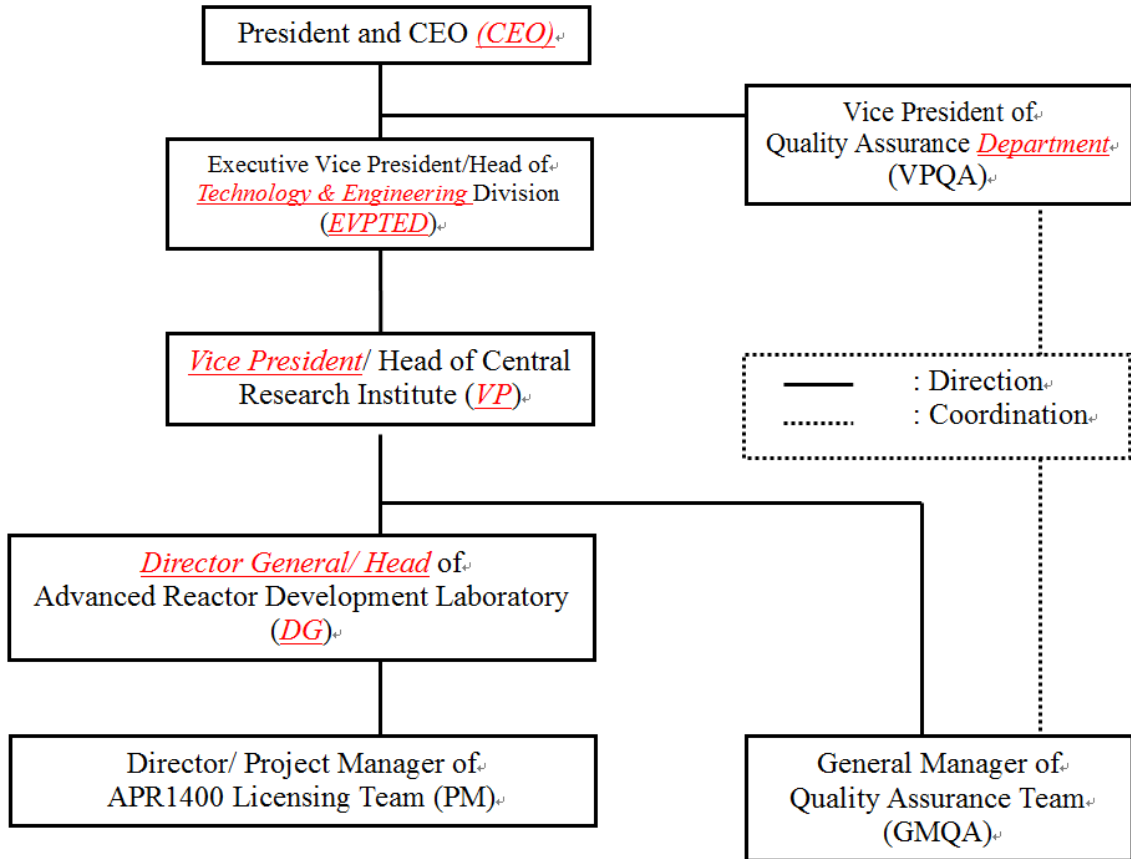 President and CEO (CEO)
Vice President of
Quality Assurance Department
(VPQA)
Executive Vice President/Head of
Technology & Engineering Division
(EVPTED)
Vice President/ Head of Central
Research Institute (VP)
: Direction
: Coordination
Director General/ Head of
Advanced Reactor Development Laboratory
(DG)
Director/ Project Manager of
APR1400 Licensing Team (PM)
General Manager of
Quality Assurance Team
(GMQA)